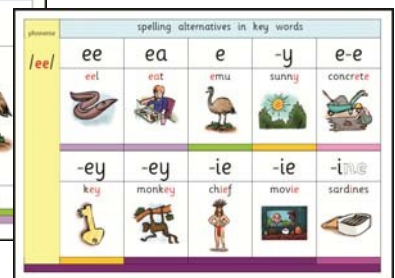 phoneme
spelling alternatives in key words
/ee/
ee ea e -y e-e
eel eat emu sunny concrete
-ey -ey -ie -ie -ine
key monkey chief movie sardines